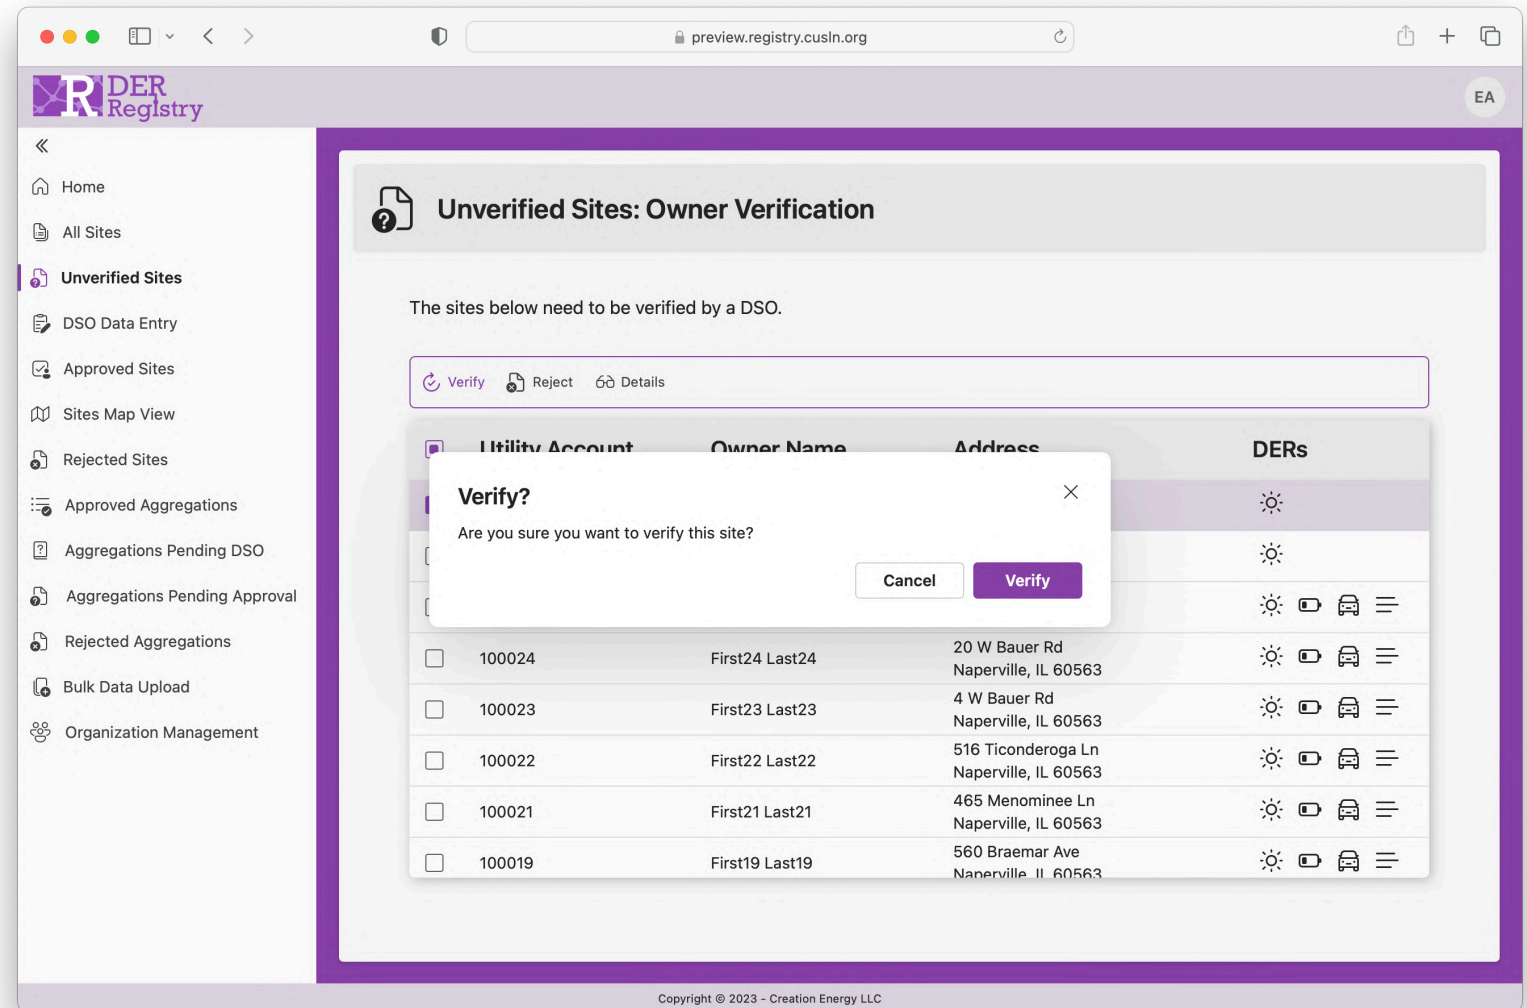 preview.registry.cusln.org
R DER
Registry
EA
Home
All Sites
Unverified Sites
DSO Data Entry
Approved Sites
Sites Map View
Rejected Sites
Approved Aggregations
Aggregations Pending DSO
Aggregations Pending Approval
Rejected Aggregations
Bulk Data Upload
Organization Management
Unverified Sites: Owner Verification
The sites below need to be verified by a DSO.
Verify Reject Details
Utility Account Owner Name Address DERs
Verify?
Are you sure you want to verify this site?
Cancel Verify
100024 First24 Last24 20 W Bauer Rd
Naperville, IL 60563
100023 First23 Last23 4 W Bauer Rd
Naperville, IL 60563
100022 First22 Last22 516 Ticonderoga Ln
Naperville, IL 60563
100021 First21 Last21 465 Menominee Ln
Naperville, IL 60563
100019 First19 Last19 560 Braemar Ave
Naperville, IL 60563
Copyright © 2023 - Creation Energy LLC